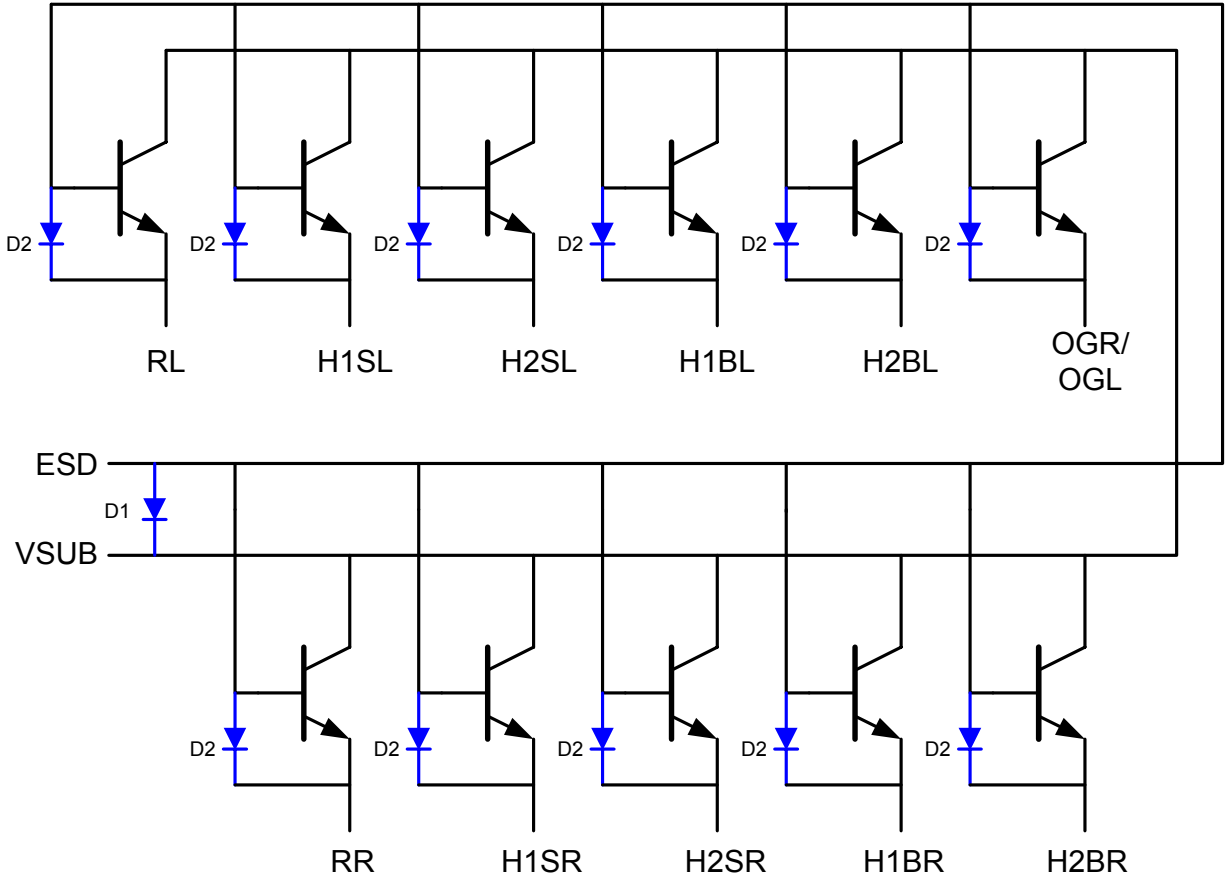 D2
D2
D2
D2
D2
D2
RL
H1SL
H2SL
H1BL
H2BL
OGR/
OGL
ESD
D1
VSUB
D2
D2
D2
D2
D2
RR
H1SR
H2SR
H1BR
H2BR